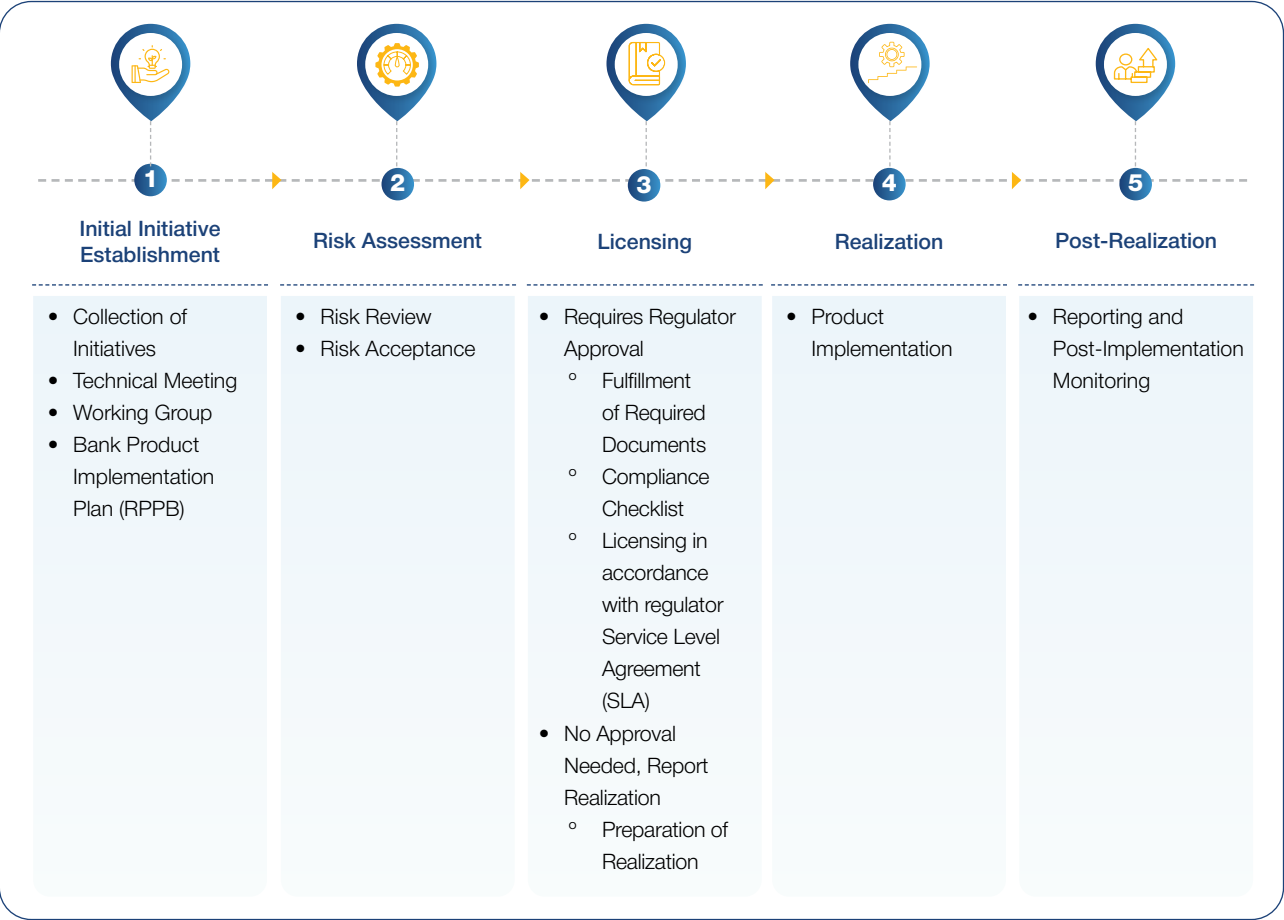 1
2
3
4
5
Initial Initiative
Establishment
Risk Assessment
Licensing
Realization
Post-Realization
• Collection of
Initiatives
• Technical Meeting
• Working Group
• Bank Product
Implementation
Plan (RPPB)
• Risk Review
• Risk Acceptance
• Requires Regulator
Approval
º Fulfillment
of Required
Documents
º Compliance
Checklist
º Licensing in
accordance
with regulator
Service Level
Agreement
(SLA)
• No Approval
Needed, Report
Realization
º Preparation of
Realization
• Product
Implementation
• Reporting and
Post-Implementation
Monitoring